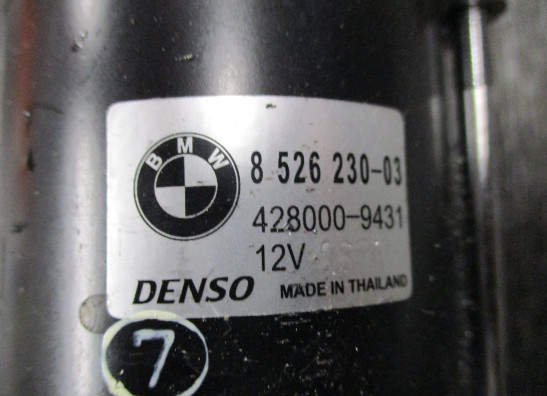 BMW
8 526 230-03
428000-9431
12V
DENSO MADE IN THAILAND
7